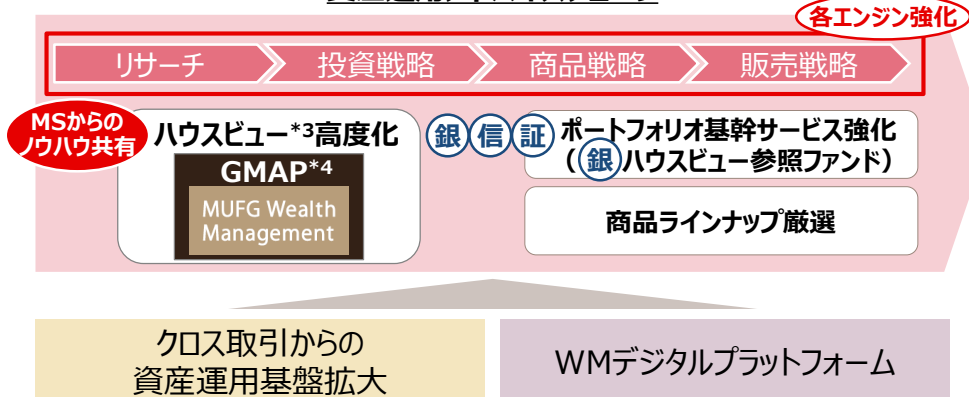 各エンジン強化
リサーチ
投資戦略
商品戦略
販売戦略
MSからの
ノウハウ共有
ハウスビュー*3高度化
GMAP*4
MUFG Wealth
Management
銀 信 証
ポートフォリオ基幹サービス強化
(銀ハウスビュー参照ファンド)
商品ラインナップ厳選
クロス取引からの
資産運用基盤拡大
WMデジタルプラットフォーム